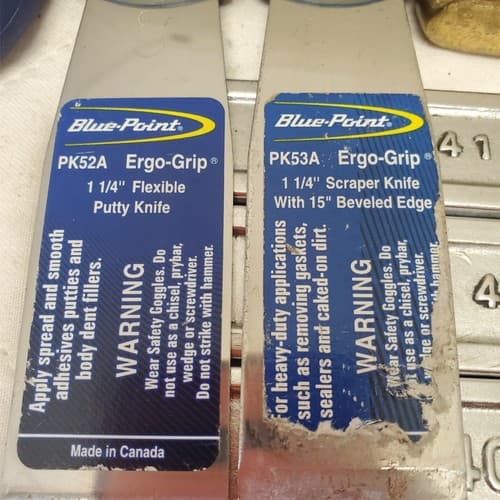 Blue-Point®
PK52A Ergo-Grip®
1 1/4" Flexible
Putty Knife
Apply spread and smooth
adhesives putties and
body dent fillers.
WARNING
Wear Safety Goggles. Do
not use as a chisel, prybar,
wedge or screwdriver.
Do not strike with hammer.
Made in Canada
Blue-Point®
PK53A Ergo-Grip®
1 1/4" Scraper Knife
With 15" Beveled Edge
For heavy-duty applications
such as removing gaskets,
sealers and caked-on dirt.
WARNING
Wear Safety Goggles. Do
not use as a chisel, prybar,
wedge or screwdriver.
with hammer.
41
40